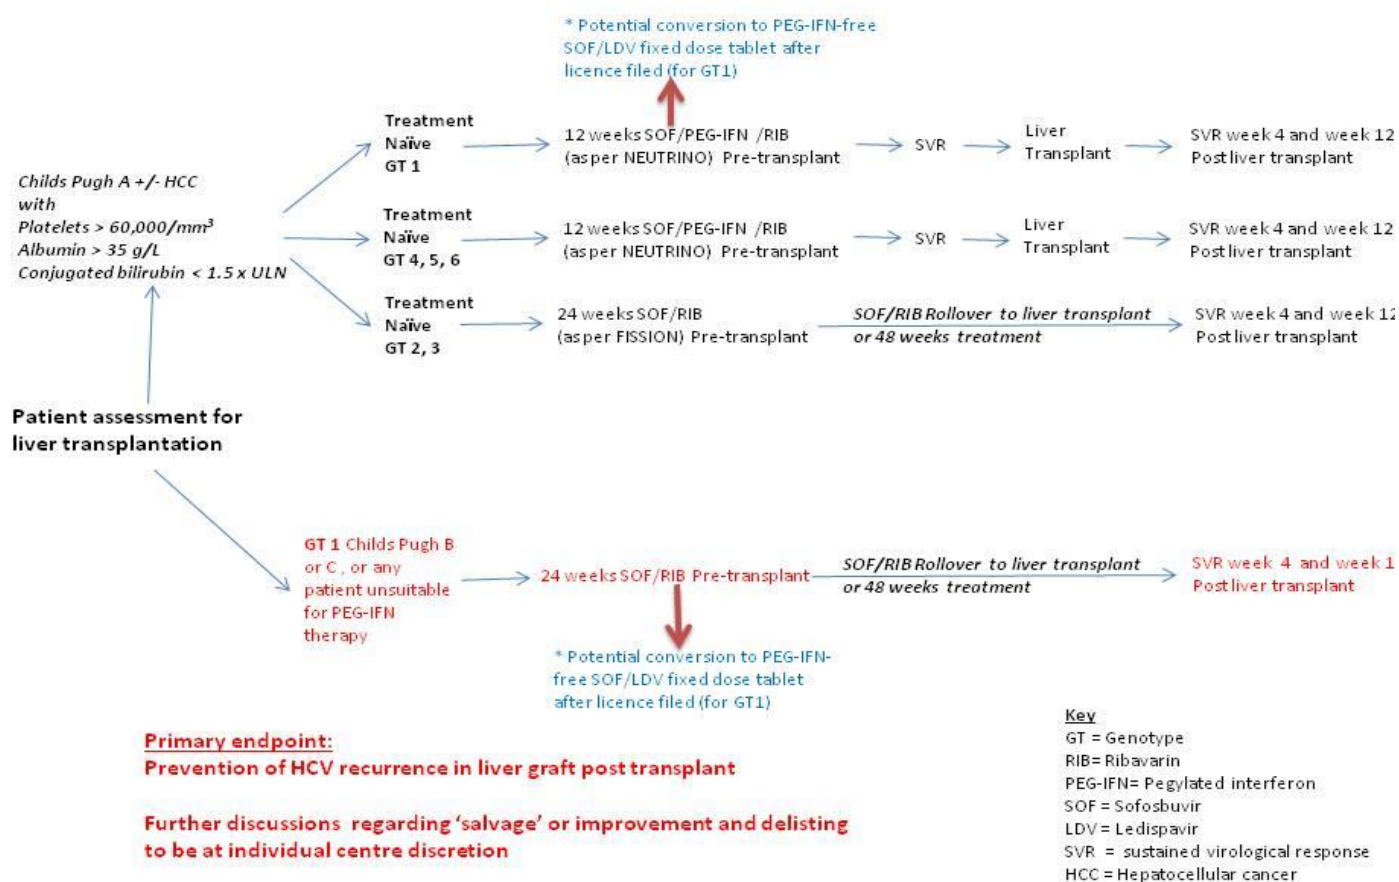 * Potential conversion to PEG-IFN-free
SOF/LDV fixed dose tablet after
licence filed (for GT1)
Treatment
Naïve
GT 1
12 weeks SOF/PEG-IFN /RIB
(as per NEUTRINO) Pre-transplant
SVR
Liver
Transplant
SVR week 4 and week 12
Post liver transplant
Childs Pugh A +/- HCC
with
Platelets > 60,000/mm³
Albumin > 35 g/L
Conjugated bilirubin < 1.5 x ULN
Treatment
Naïve
GT 4, 5, 6
12 weeks SOF/PEG-IFN /RIB
(as per NEUTRINO) Pre-transplant
SVR
Liver
Transplant
SVR week 4 and week 12
Post liver transplant
Treatment
Naïve
GT 2, 3
24 weeks SOF/RIB
(as per FISSION) Pre-transplant
SOF/RIB Rollover to liver transplant
or 48 weeks treatment
SVR week 4 and week 12
Post liver transplant
Patient assessment for
liver transplantation
GT 1 Childs Pugh B
or C , or any
patient unsuitable
for PEG-IFN
therapy
24 weeks SOF/RIB Pre-transplant
SOF/RIB Rollover to liver transplant
or 48 weeks treatment
SVR week 4 and week 1
Post liver transplant
* Potential conversion to PEG-IFN-
free SOF/LDV fixed dose tablet
after licence filed (for GT1)
Primary endpoint:
Prevention of HCV recurrence in liver graft post transplant
Further discussions regarding ‘salvage’ or improvement and delisting
to be at individual centre discretion
Key
GT = Genotype
RIB= Ribavarin
PEG-IFN= Pegylated interferon
SOF = Sofosbuvir
LDV = Ledispavir
SVR = sustained virological response
HCC = Hepatocellular cancer